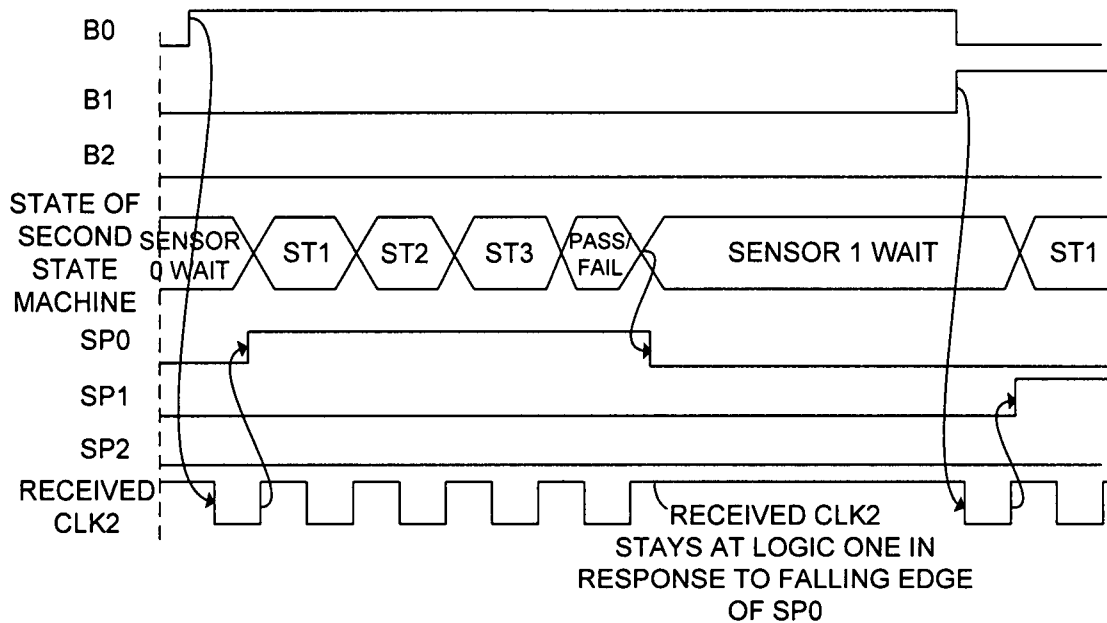 B0
B1
B2
STATE OF
SECOND
STATE
MACHINE
SENSOR
0 WAIT
ST1
ST2
ST3
PASS/
FAIL
SENSOR 1 WAIT
ST1
SP0
SP1
SP2
RECEIVED
CLK2
RECEIVED CLK2
STAYS AT LOGIC ONE IN
RESPONSE TO FALLING EDGE
OF SP0